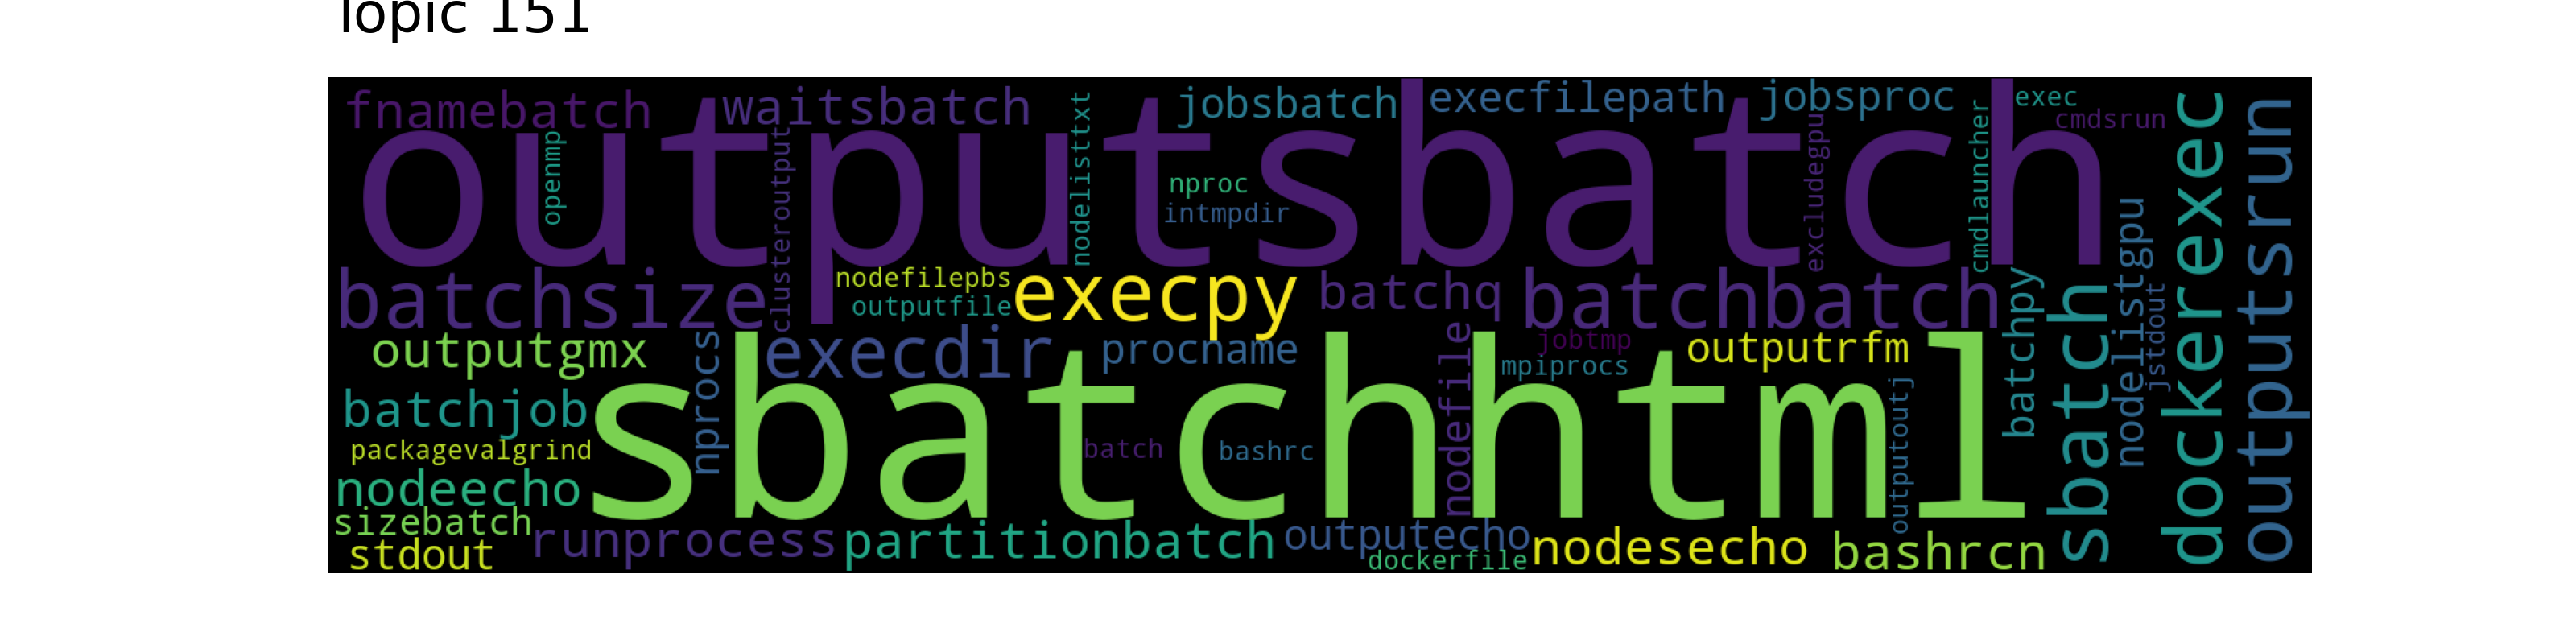 Topic 151
fnamebatch
waitsbatch
jobsbatch
execfilepath
jobsproc
exec
cmdsrun
outputsbatch
openmp
clusteroutput
nodelisttxt
nproc
intmpdir
excludegpu
cmdlauncher
dockerexec
outputsrun
batchsize
nodefilepbs
outputfile
execpy
batchq
batchbatch
batchpy
sbatch
nodelistgpu
jstdout
outputgmx
nprocs
execdir
procname
nodefile
jobtmp
mpiprocs
outputrfm
outputoutj
batchjob
sbatchhtml
packagevalgrind
batch
bashrc
nodeecho
sizebatch
stdout
runprocess
partitionbatch
outputecho
dockerfile
nodesecho
bashrcn